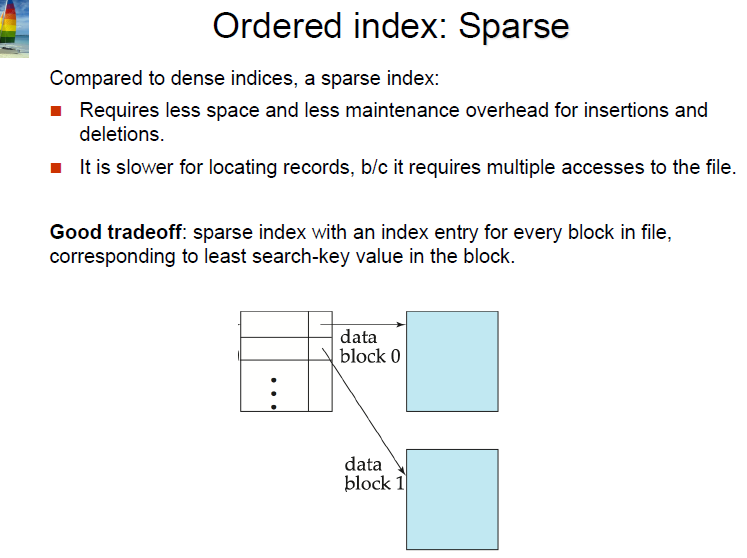 Ordered index: Sparse
Compared to dense indices, a sparse index:
Requires less space and less maintenance overhead for insertions and
deletions.
It is slower for locating records, b/c it requires multiple accesses to the file.
Good tradeoff: sparse index with an index entry for every block in file,
corresponding to least search-key value in the block.
data
block 0
data
block 1